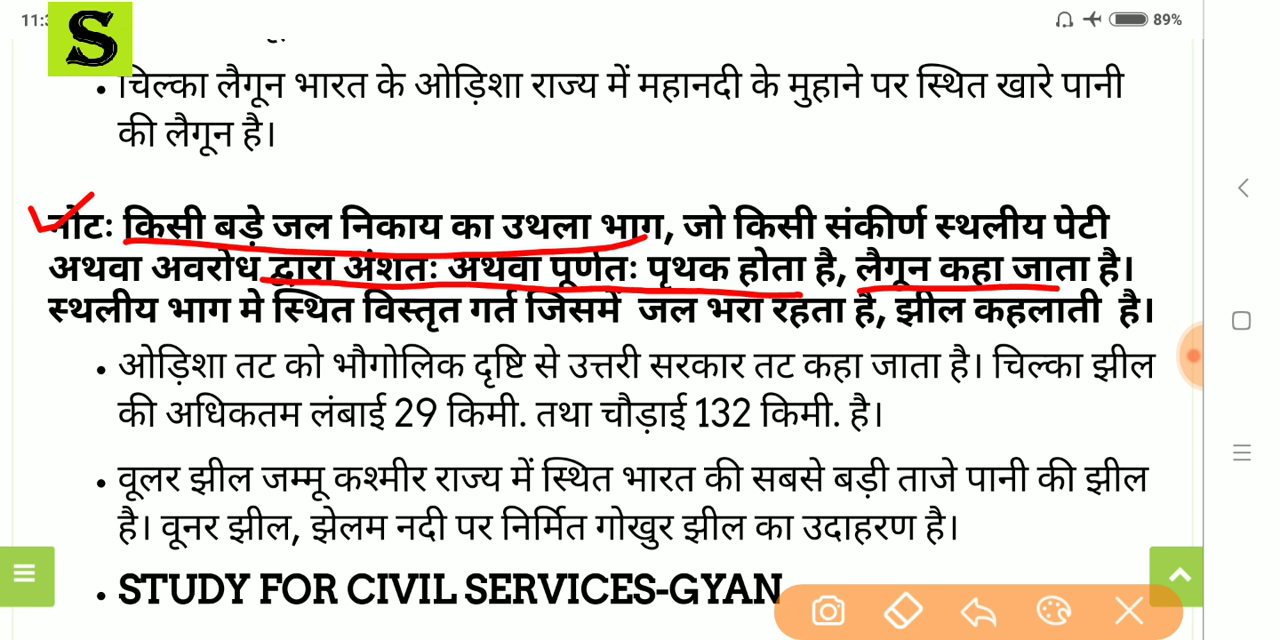 S
89%
चिल्का लैगून भारत के ओड़िशा राज्य में महानदी के मुहाने पर स्थित खारे पानी
की लैगून है।
नोटः किसी बड़े जल निकाय का उथला भाग, जो किसी संकीर्ण स्थलीय पेटी
अथवा अवरोध द्वारा अंशतः अथवा पूर्णतः पृथक होता है, लैगून कहा जाता है।
स्थलीय भाग मे स्थित विस्तृत गर्त जिसमें जल भरा रहता है, झील कहलाती है।
ओड़िशा तट को भौगोलिक दृष्टि से उत्तरी सरकार तट कहा जाता है। चिल्का झील
की अधिकतम लंबाई 29 किमी. तथा चौड़ाई 132 किमी. है।
वूलर झील जम्मू कश्मीर राज्य में स्थित भारत की सबसे बड़ी ताजे पानी की झील
है। वूनर झील, झेलम नदी पर निर्मित गोखुर झील का उदाहरण है।
STUDY FOR CIVIL SERVICES-GYAN